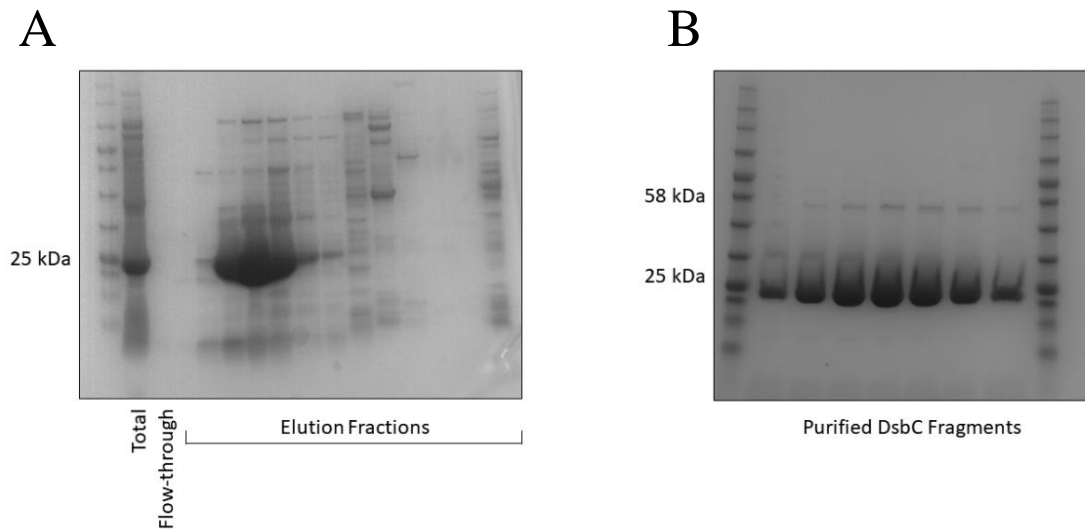 A
B
58 kDa
25 kDa
25 kDa
Total
Flow-through
Elution Fractions
Purified DsbC Fragments